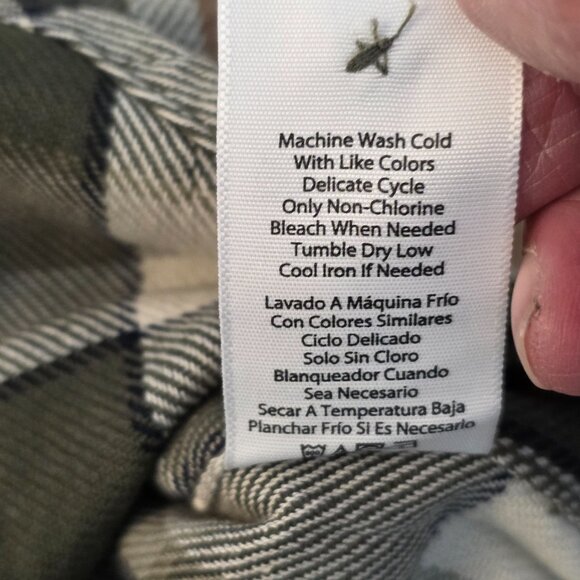 Machine Wash Cold
With Like Colors
Delicate Cycle
Only Non-Chlorine
Bleach When Needed
Tumble Dry Low
Cool Iron If Needed
Lavado A Máquina Frío
Con Colores Similares
Ciclo Delicado
Solo Sin Cloro
Blanqueador Cuando
Sea Necesario
Secar A Temperatura Baja
Planchar Frío Si Es Necesario